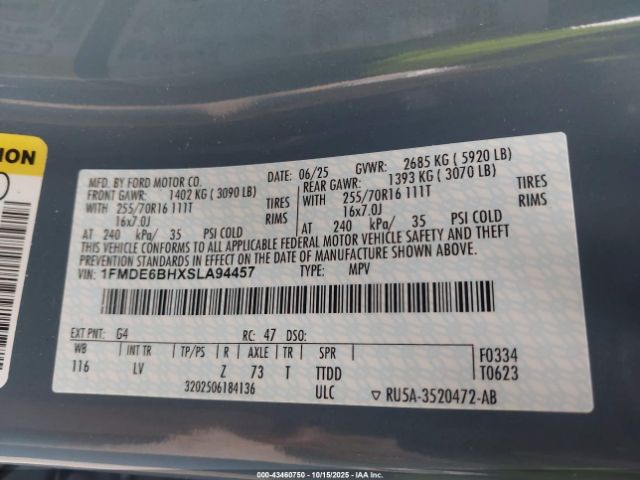 NION
MFD. BY FORD MOTOR CO.
DATE: 06/25 GVWR: 2685 KG ( 5920 LB)
FRONT GAWR: 1402 KG ( 3090 LB)
REAR GAWR: 1393 KG ( 3070 LB)
WITH 255/70R16 111T TIRES
WITH 255/70R16 111T TIRES
16x7.0J RIMS
16x7.0J RIMS
AT 240 kPa/ 35 PSI COLD
AT 240 kPa/ 35 PSI COLD
THIS VEHICLE CONFORMS TO ALL APPLICABLE FEDERAL MOTOR VEHICLE SAFETY AND THEFT
PREVENTION STANDARDS IN EFFECT ON THE DATE OF MANUFACTURE SHOWN ABOVE.
VIN: 1FMDE6BHXSLA94457 TYPE: MPV
EXT PNT: G4 RC: 47 DSO:
WB INT TR TP/PS R AXLE TR SPR F0334
116 LV Z 73 T TTDD T0623
3202506184136 ULC ▽ RU5A-3520472-AB
000-43460750 - 10/15/2025 - IAAI.com